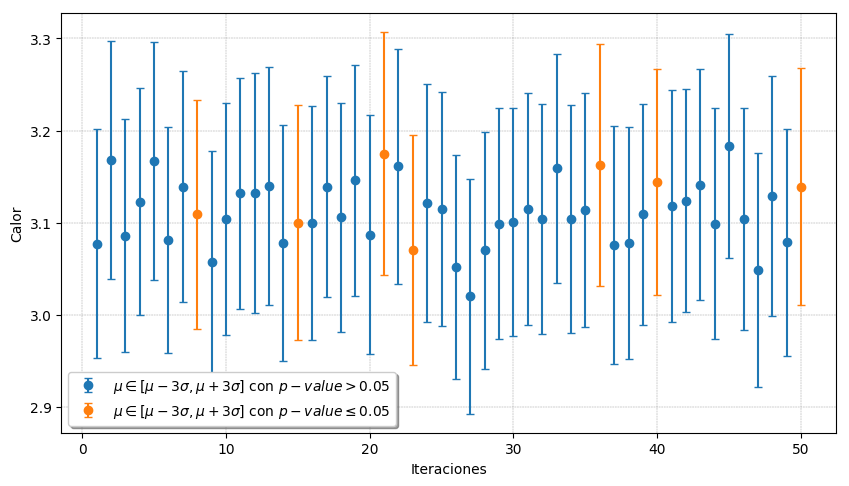 3.3
3.2
3.1
3.0
2.9
Calor
μ ∈ [μ − 3σ, μ + 3σ] con p − value > 0.05
μ ∈ [μ − 3σ, μ + 3σ] con p − value ≤ 0.05
0 10 20 30 40 50
Iteraciones